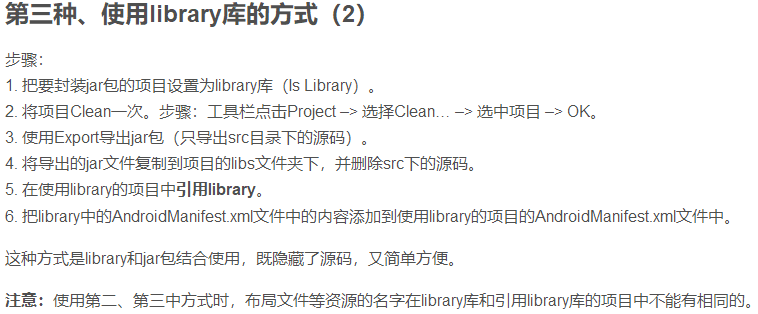 第三种、使用library库的方式（2）
步骤：
1. 把要封装jar包的项目设置为library库（Is Library）。
2. 将项目Clean一次。步骤：工具栏点击Project –> 选择Clean… –> 选中项目 –> OK。
3. 使用Export导出jar包（只导出src目录下的源码）。
4. 将导出的jar文件复制到项目的libs文件夹下，并删除src下的源码。
5. 在使用library的项目中引用library。
6. 把library中的AndroidManifest.xml文件中的内容添加到使用library的项目的AndroidManifest.xml文件中。
这种方式是library和jar包结合使用，既隐藏了源码，又简单方便。
注意：使用第二、第三中方式时，布局文件等资源的名字在library库和引用library库的项目中不能有相同的。